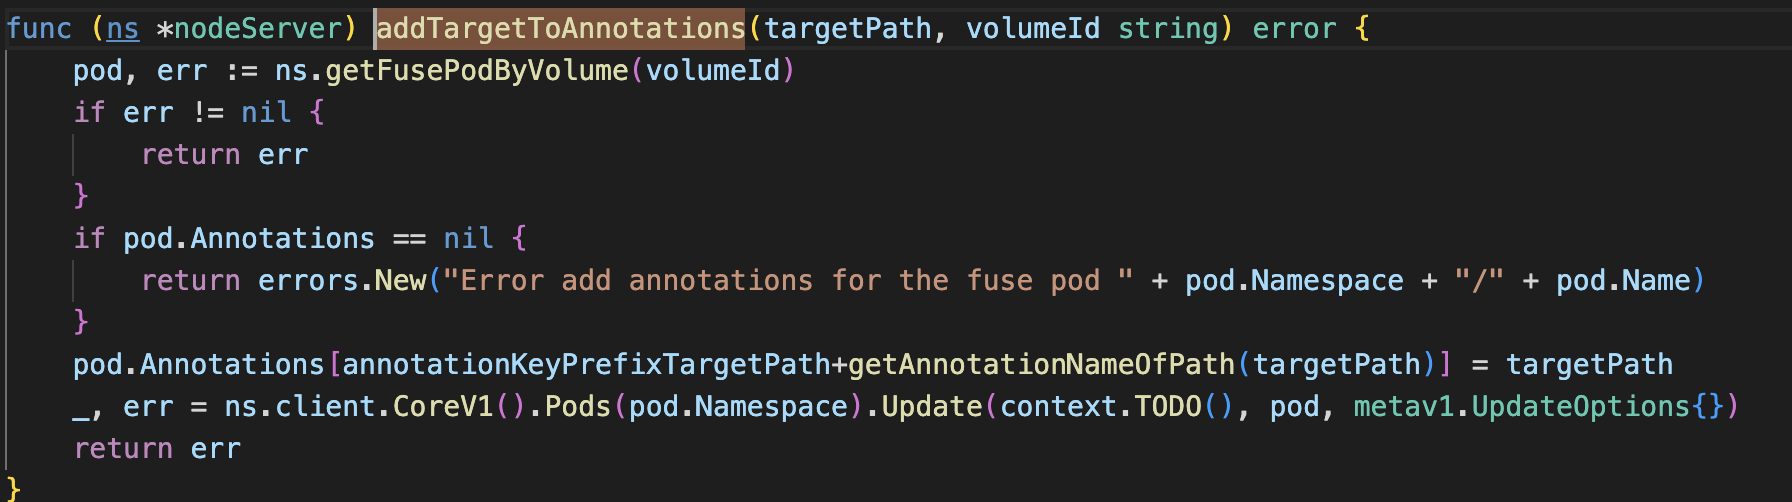 func (ns *nodeServer) addTargetToAnnotations(targetPath, volumeId string) error {
    pod, err := ns.getFusePodByVolume(volumeId)
    if err != nil {
        return err
    }
    if pod.Annotations == nil {
        return errors.New("Error add annotations for the fuse pod " + pod.Namespace + "/" + pod.Name)
    }
    pod.Annotations[annotationKeyPrefixTargetPath+getAnnotationNameOfPath(targetPath)] = targetPath
    _, err = ns.client.CoreV1().Pods(pod.Namespace).Update(context.TODO(), pod, metav1.UpdateOptions{})
    return err
}